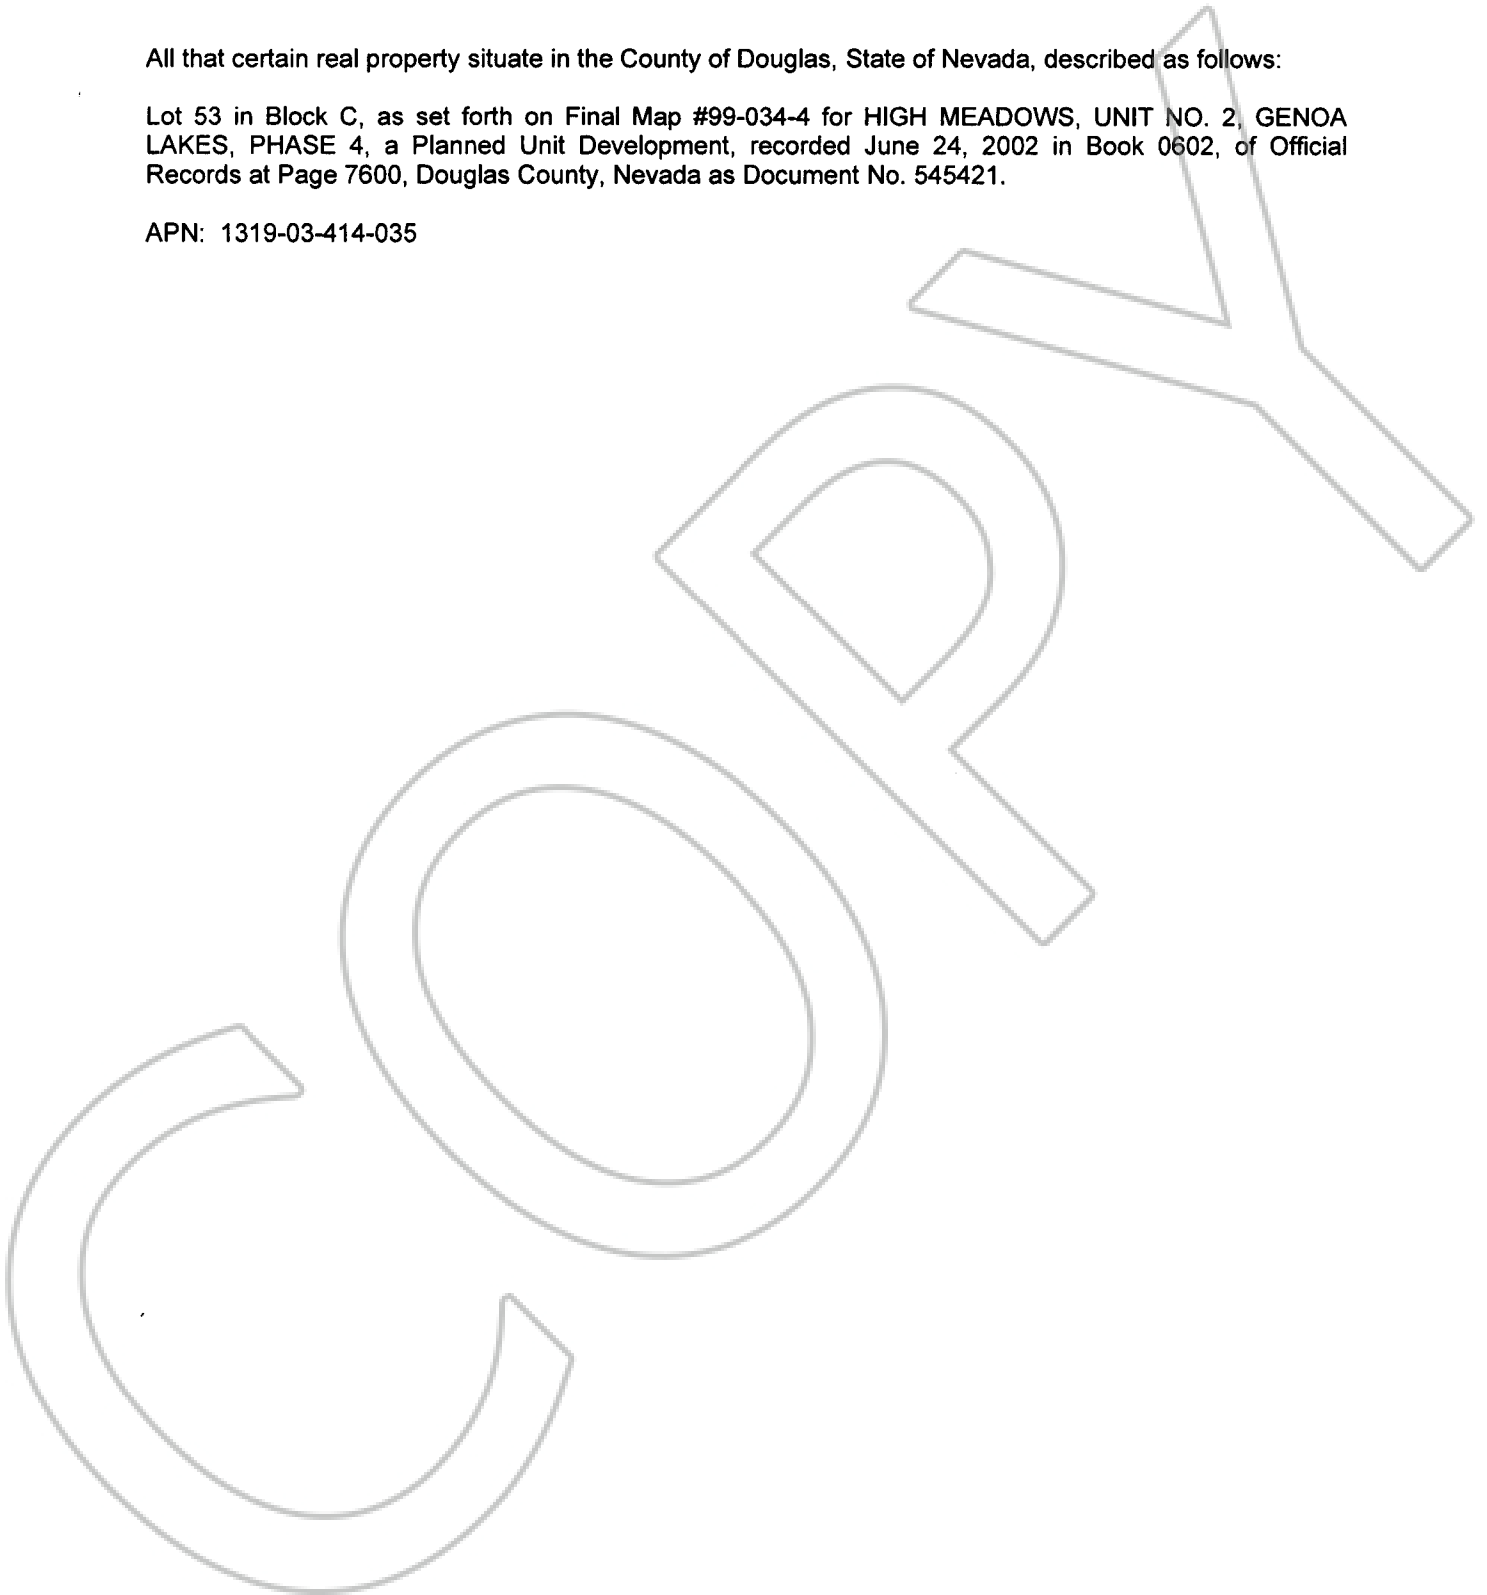 All that certain real property situate in the County of Douglas, State of Nevada, described as follows:
Lot 53 in Block C, as set forth on Final Map #99-034-4 for HIGH MEADOWS, UNIT NO. 2, GENOA
LAKES, PHASE 4, a Planned Unit Development, recorded June 24, 2002 in Book 0602, of Official
Records at Page 7600, Douglas County, Nevada as Document No. 545421.
APN: 1319-03-414-035
COPY